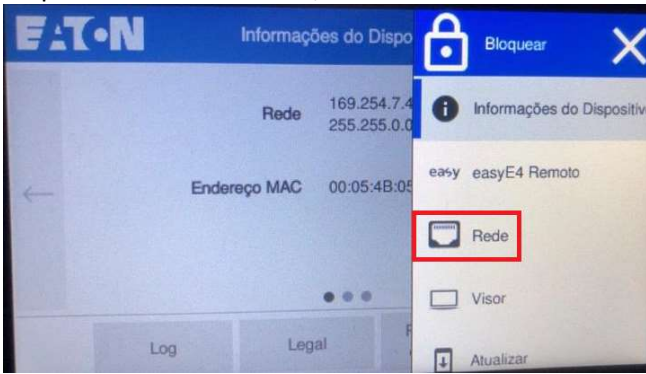 EATON
Informações do Dispo
Bloquear
Rede
169.254.7.4
255.255.0.0
Endereço MAC
00:05:4B:05
Log
Legal
Informações do Dispositiv
easy easyE4 Remoto
Rede
Visor
Atualizar